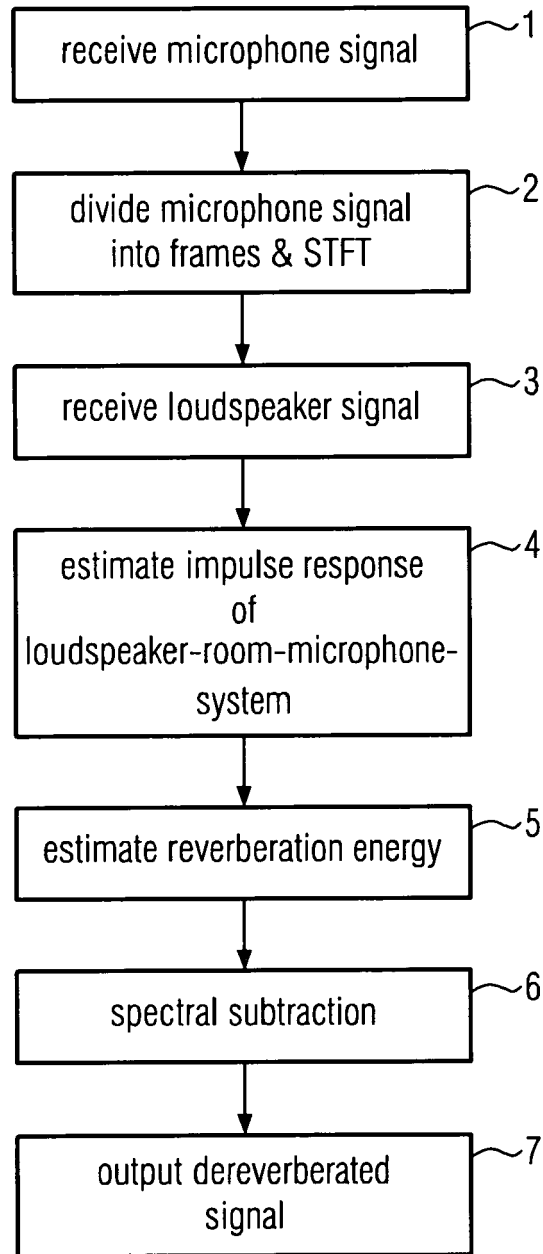 receive microphone signal
1
divide microphone signal
into frames & STFT
2
receive loudspeaker signal
3
estimate impulse response
of
loudspeaker-room-microphone-
system
4
estimate reverberation energy
5
spectral subtraction
6
output dereverberated
signal
7